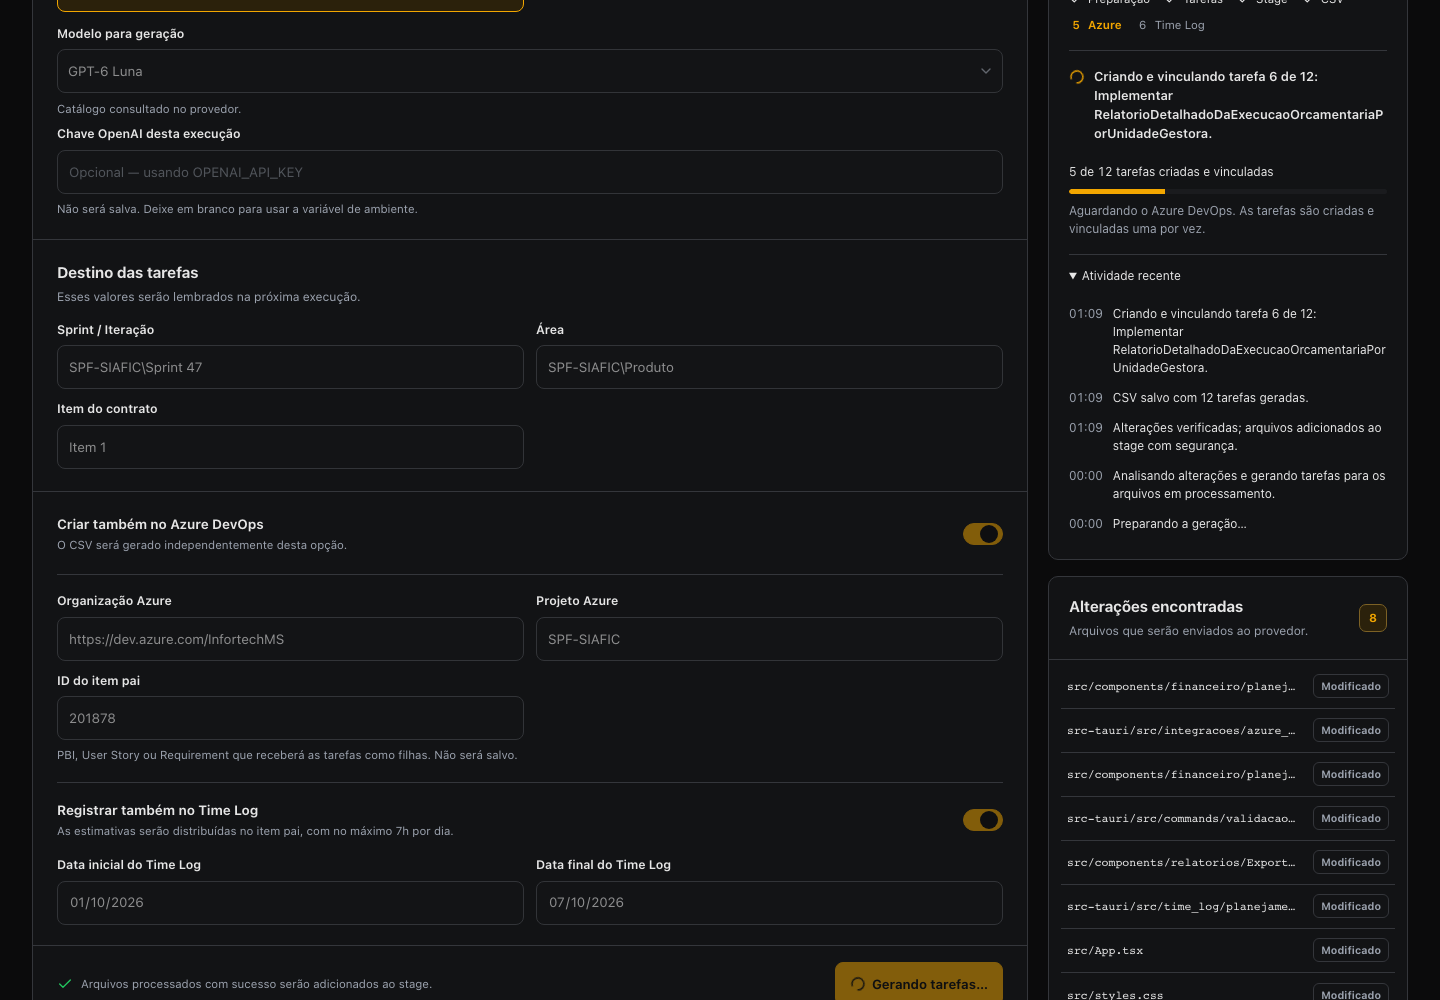 Modelo para geração
GPT-6 Luna
Catálogo consultado no provedor.
Chave OpenAI desta execução
Opcional — usando OPENAI_API_KEY
Não será salva. Deixe em branco para usar a variável de ambiente.
Destino das tarefas
Esses valores serão lembrados na próxima execução.
Sprint / Iteração
Área
SPF-SIAFIC\Sprint 47
SPF-SIAFIC\Produto
Item do contrato
Item 1
Criar também no Azure DevOps
O CSV será gerado independentemente desta opção.
Organização Azure
Projeto Azure
https://dev.azure.com/InfortechMS
SPF-SIAFIC
ID do item pai
201878
PBI, User Story ou Requirement que receberá as tarefas como filhas. Não será salvo.
Registrar também no Time Log
As estimativas serão distribuídas no item pai, com no máximo 7h por dia.
Data inicial do Time Log
Data final do Time Log
01/10/2026
07/10/2026
Arquivos processados com sucesso serão adicionados ao stage.
Gerando tarefas...
Preparação Tarefas Stage CSV
5 Azure 6 Time Log
Criando e vinculando tarefa 6 de 12:
Implementar
RelatorioDetalhadoDaExecucaoOrcamentariaP
orUnidadeGestora.
5 de 12 tarefas criadas e vinculadas
Aguardando o Azure DevOps. As tarefas são criadas e
vinculadas uma por vez.
▼ Atividade recente
01:09 Criando e vinculando tarefa 6 de 12:
Implementar
RelatorioDetalhadoDaExecucaoOrcamentariaPor
UnidadeGestora.
01:09 CSV salvo com 12 tarefas geradas.
01:09 Alterações verificadas; arquivos adicionados ao
stage com segurança.
00:00 Analisando alterações e gerando tarefas para os
arquivos em processamento.
00:00 Preparando a geração…
Alterações encontradas
Arquivos que serão enviados ao provedor.
8
src/components/financeiro/planej… Modificado
src-tauri/src/integracoes/azure_… Modificado
src/components/financeiro/planej… Modificado
src-tauri/src/commands/validacao… Modificado
src/components/relatorios/Export… Modificado
src-tauri/src/time_log/planejame… Modificado
src/App.tsx Modificado
src/styles.css Modificado